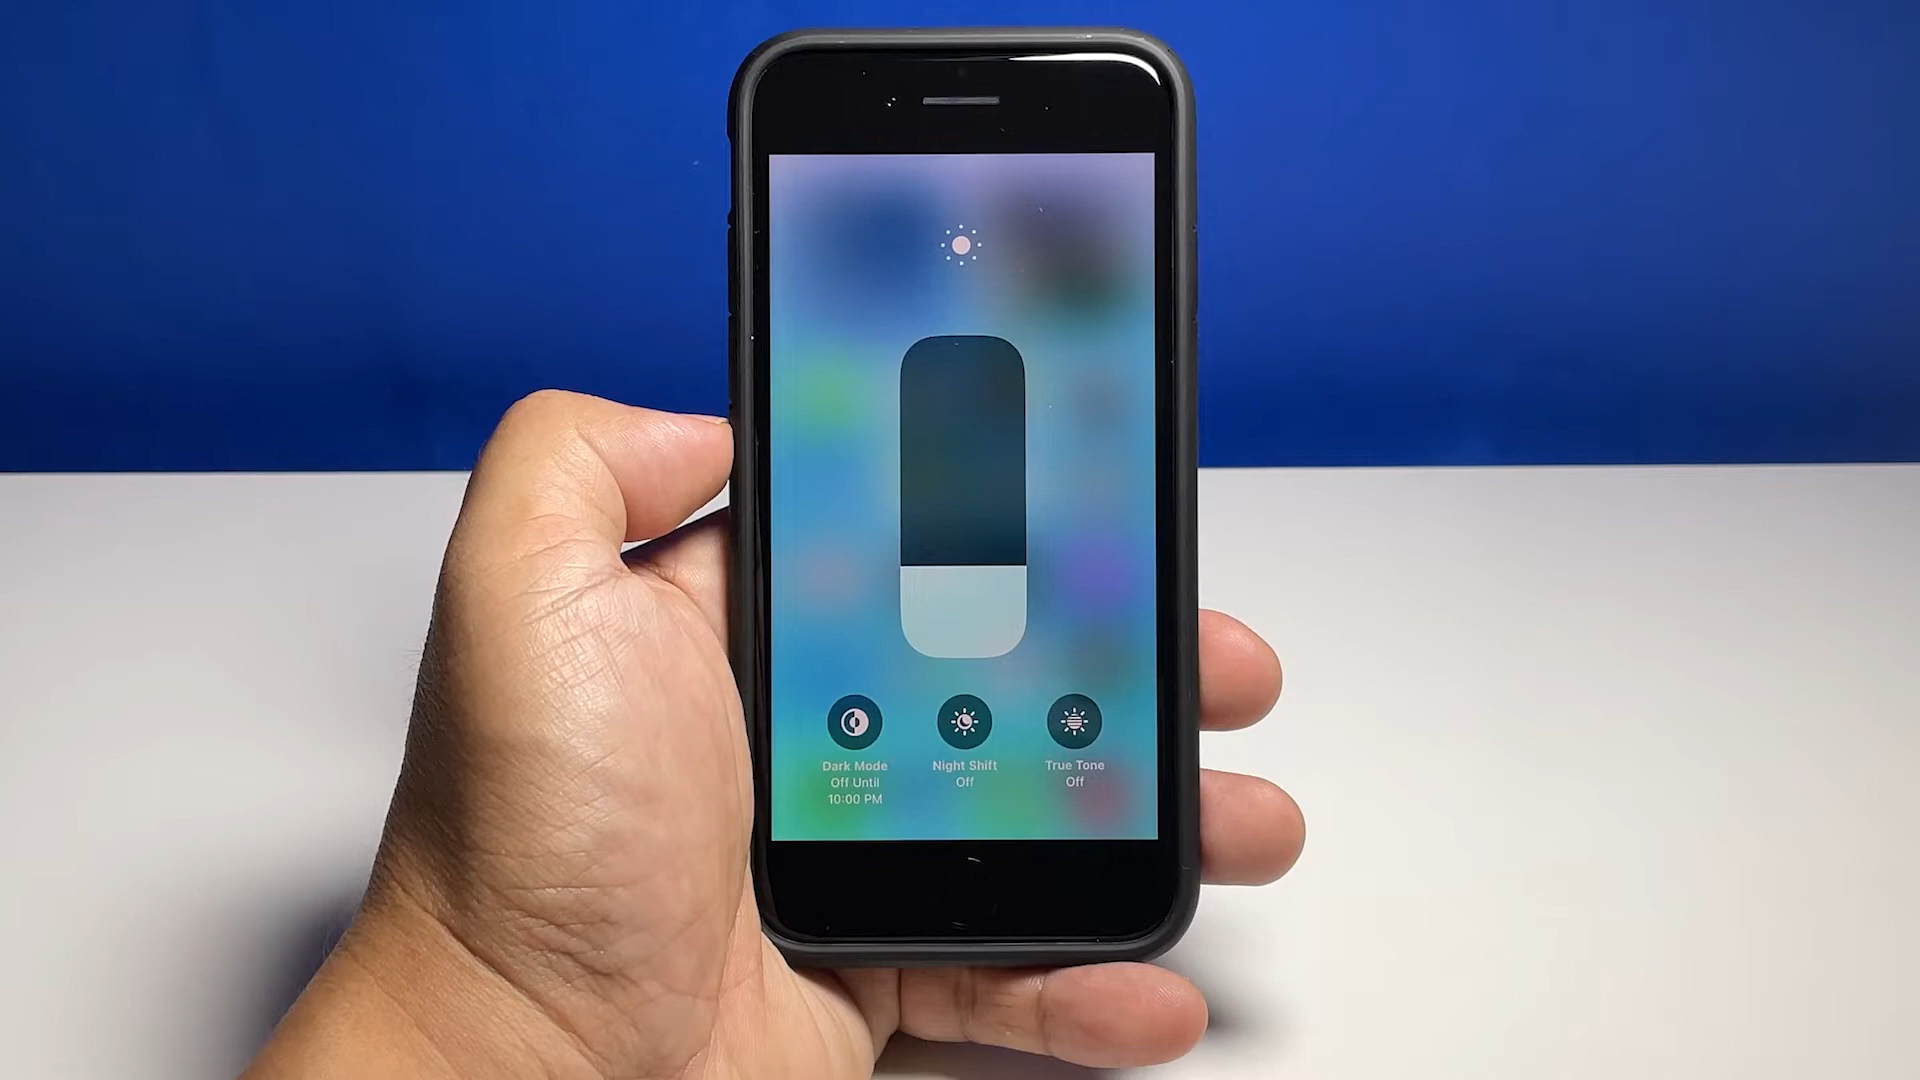 Dark Mode
Off Until
10:00 PM
Night Shift
Off
True Tone
Off